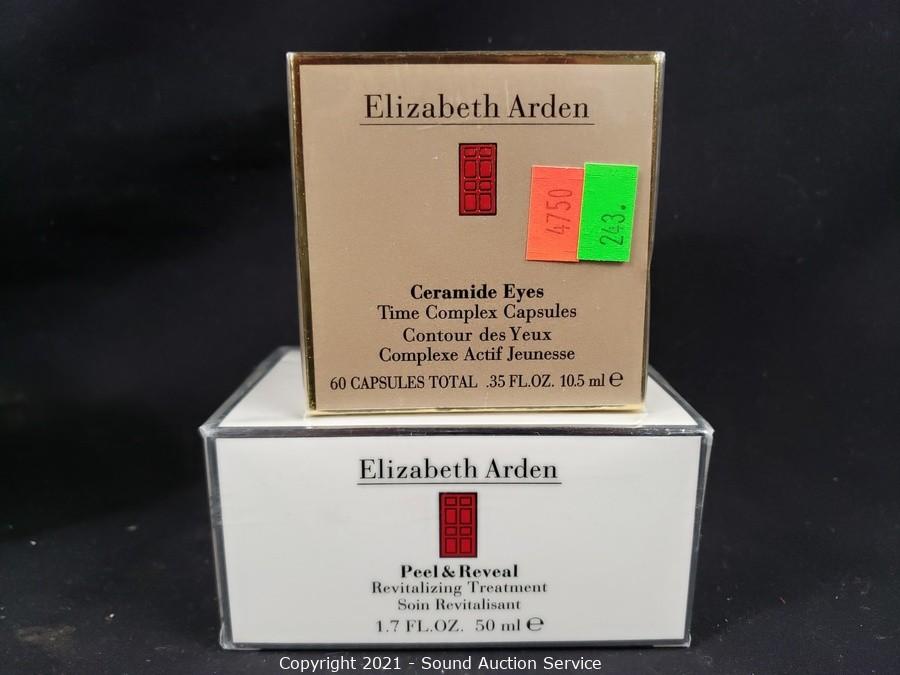 Elizabeth Arden
4750
243.
Ceramide Eyes
Time Complex Capsules
Contour des Yeux
Complexe Actif Jeunesse
60 CAPSULES TOTAL .35 FL.OZ. 10.5 ml ℮
Elizabeth Arden
Peel & Reveal
Revitalizing Treatment
Soin Revitalisant
1.7 FL.OZ. 50 ml ℮
Copyright 2021 - Sound Auction Service